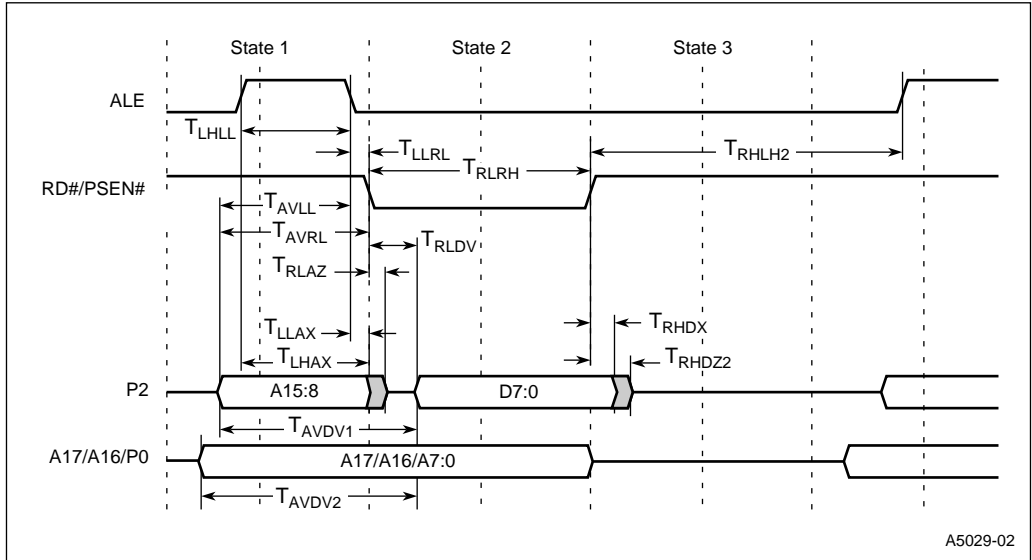 State 1 State 2 State 3
ALE
TLHLL
TLLRL
TRHLH2
TRLRH
RD#/PSEN#
TAVLL
TAVRL
TRLDV
TRLAZ
TLLAX
TRHDX
TLHAX
TRHDZ2
P2 A15:8 D7:0
TAVDV1
A17/A16/P0 A17/A16/A7:0
TAVDV2
A5029-02